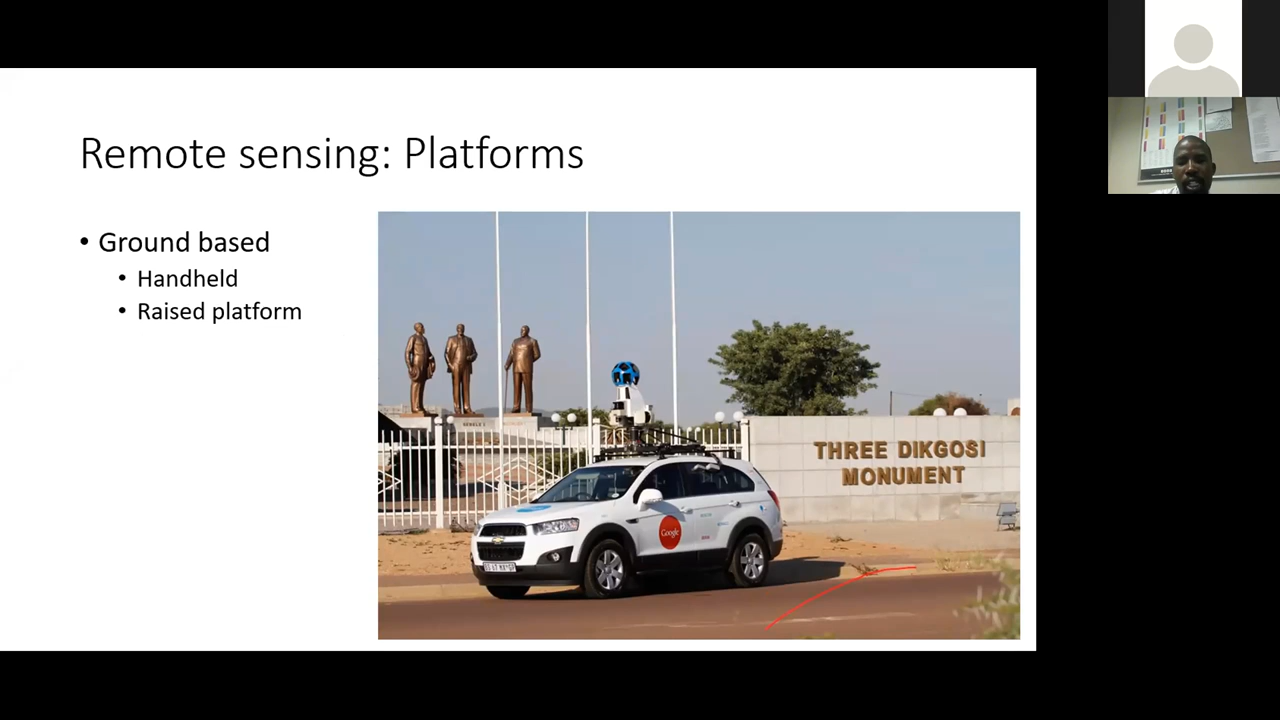 Remote sensing: Platforms
• Ground based
• Handheld
• Raised platform
THREE DIKGOSI
MONUMENT
Google